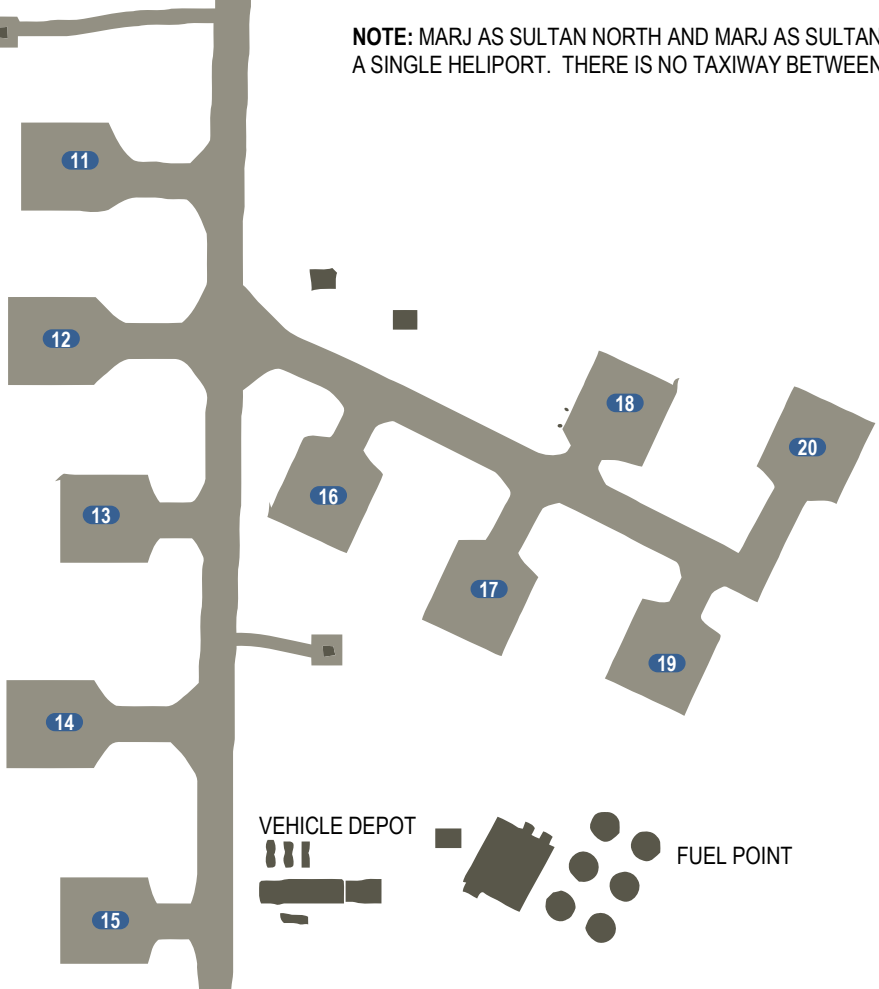 NOTE: MARJ AS SULTAN NORTH AND MARJ AS SULTAN
A SINGLE HELIPORT. THERE IS NO TAXIWAY BETWEEN
11
12
18
20
16
13
17
19
14
VEHICLE DEPOT
FUEL POINT
15